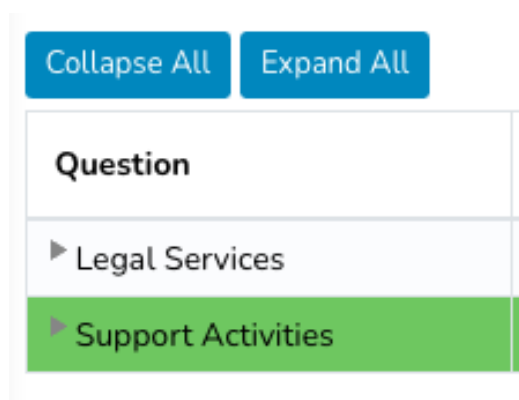 Collapse All Expand All
Question
Legal Services
Support Activities